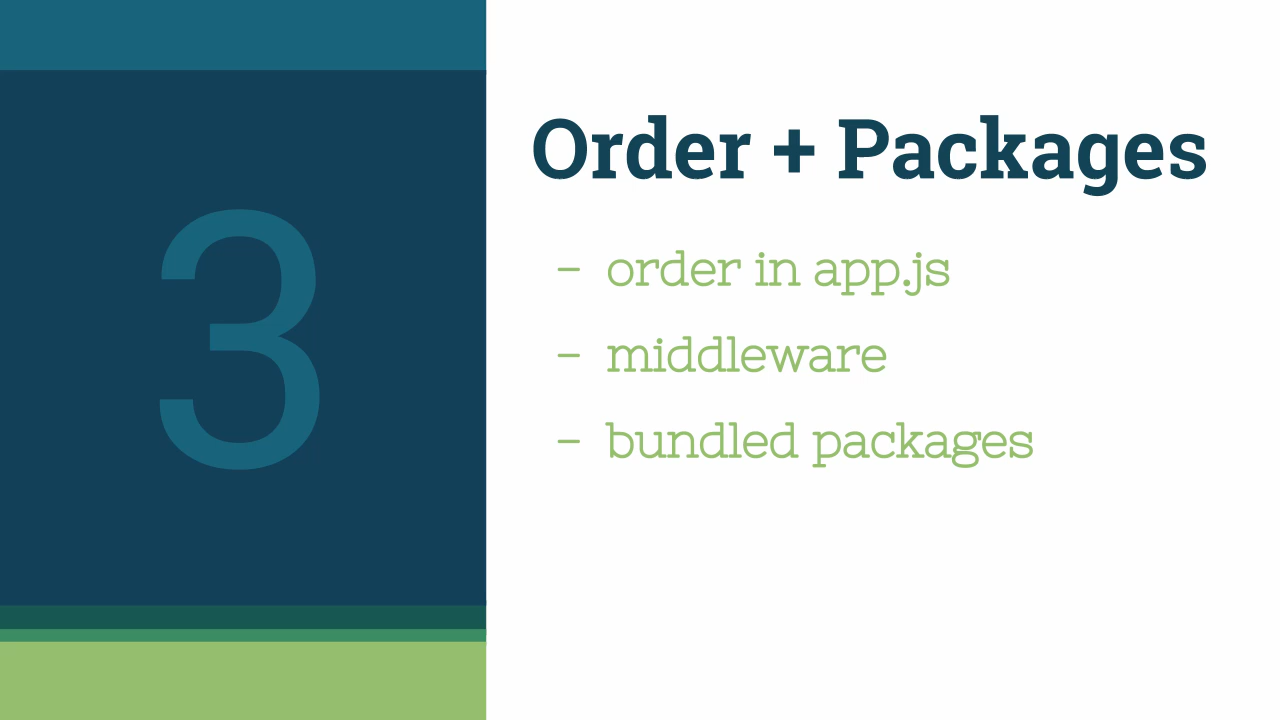 3
Order + Packages
- order in app.js
- middleware
- bundled packages